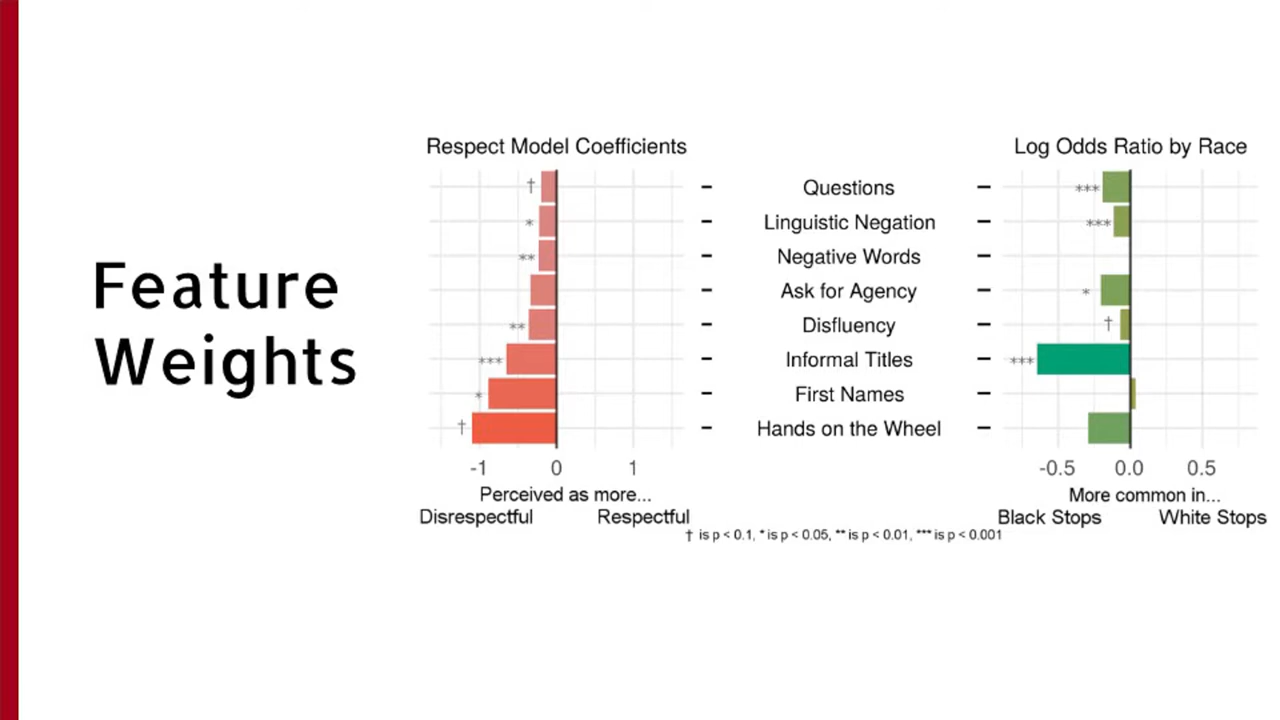 Feature
Weights
Respect Model Coefficients
Log Odds Ratio by Race
† *** Questions
* *** Linguistic Negation
** Negative Words
* Ask for Agency
** † Disfluency
*** *** Informal Titles
* First Names
† Hands on the Wheel
-1 0 1
-0.5 0.0 0.5
Perceived as more...
More common in...
Disrespectful Respectful
Black Stops White Stops
† is p < 0.1, * is p < 0.05, ** is p < 0.01, *** is p < 0.001